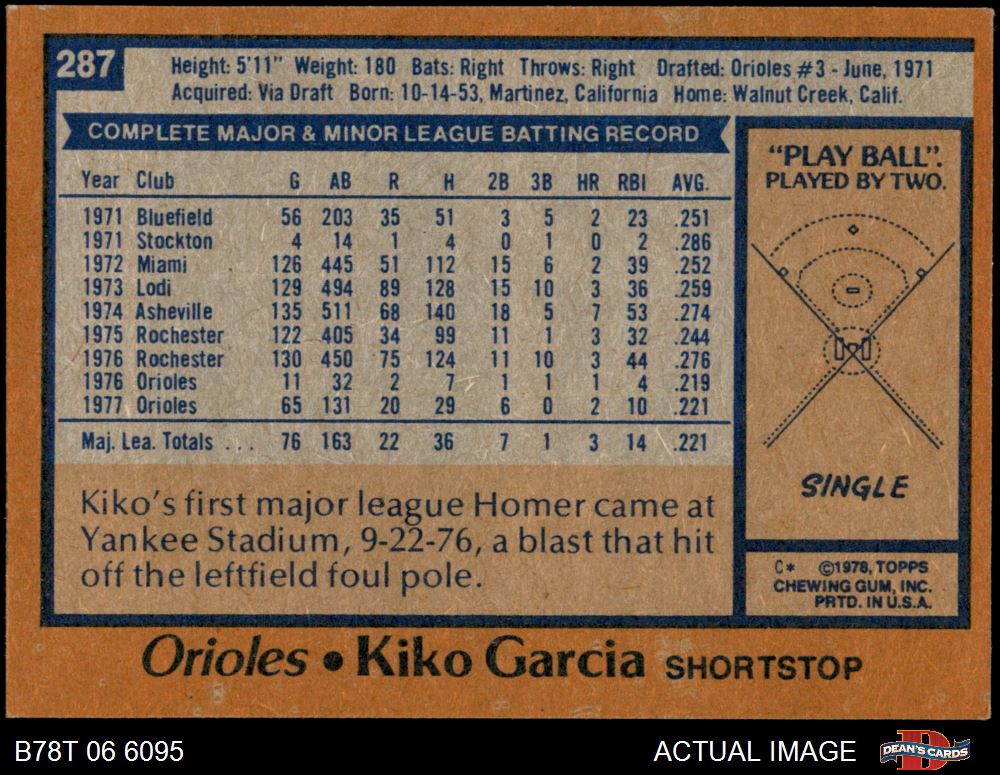 287
Height: 5'11" Weight: 180 Bats: Right Throws: Right Drafted: Orioles #3 - June, 1971
Acquired: Via Draft Born: 10-14-53, Martinez, California Home: Walnut Creek, Calif.
COMPLETE MAJOR & MINOR LEAGUE BATTING RECORD
Year Club G AB R H 2B 3B HR RBI AVG.
1971 Bluefield 56 203 35 51 3 5 2 23 .251
1971 Stockton 4 14 1 4 0 1 0 2 .286
1972 Miami 126 445 51 112 15 6 2 39 .252
1973 Lodi 129 494 89 128 15 10 3 36 .259
1974 Asheville 135 511 68 140 18 5 7 53 .274
1975 Rochester 122 405 34 99 11 1 3 32 .244
1976 Rochester 130 450 75 124 11 10 3 44 .276
1976 Orioles 11 32 2 7 1 1 1 4 .219
1977 Orioles 65 131 20 29 6 0 2 10 .221
Maj. Lea. Totals . . . 76 163 22 36 7 1 3 14 .221
Kiko's first major league Homer came at
Yankee Stadium, 9-22-76, a blast that hit
off the leftfield foul pole.
"PLAY BALL".
PLAYED BY TWO.
SINGLE
C* ©1978, TOPPS
CHEWING GUM, INC.
PRTD. IN U.S.A.
Orioles • Kiko Garcia SHORTSTOP
B78T 06 6095
ACTUAL IMAGE
DEAN'S CARDS